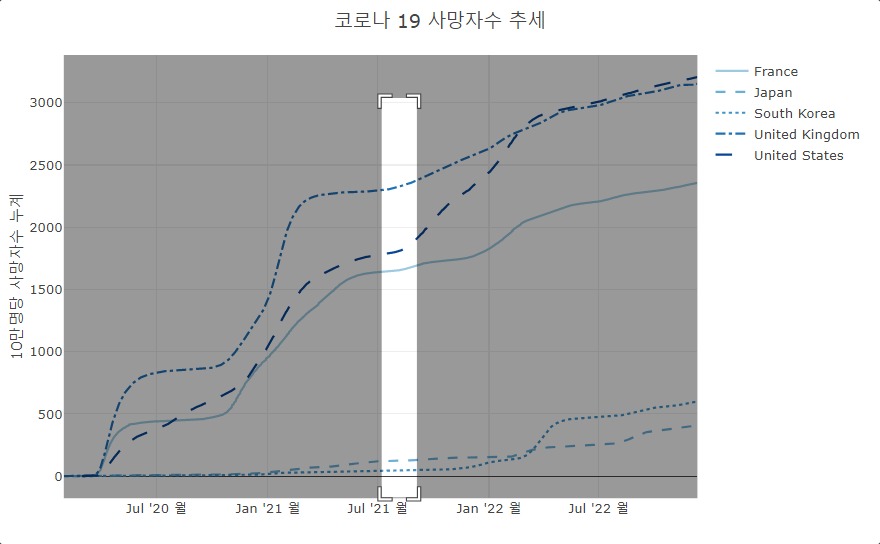 코로나 19 사망자수 추세
10만명당 사망자수 누계
3000
2500
2000
1500
1000
500
0
Jul '20 월
Jan '21 월
Jul '21 월
Jan '22 월
Jul '22 월
France
Japan
South Korea
United Kingdom
United States